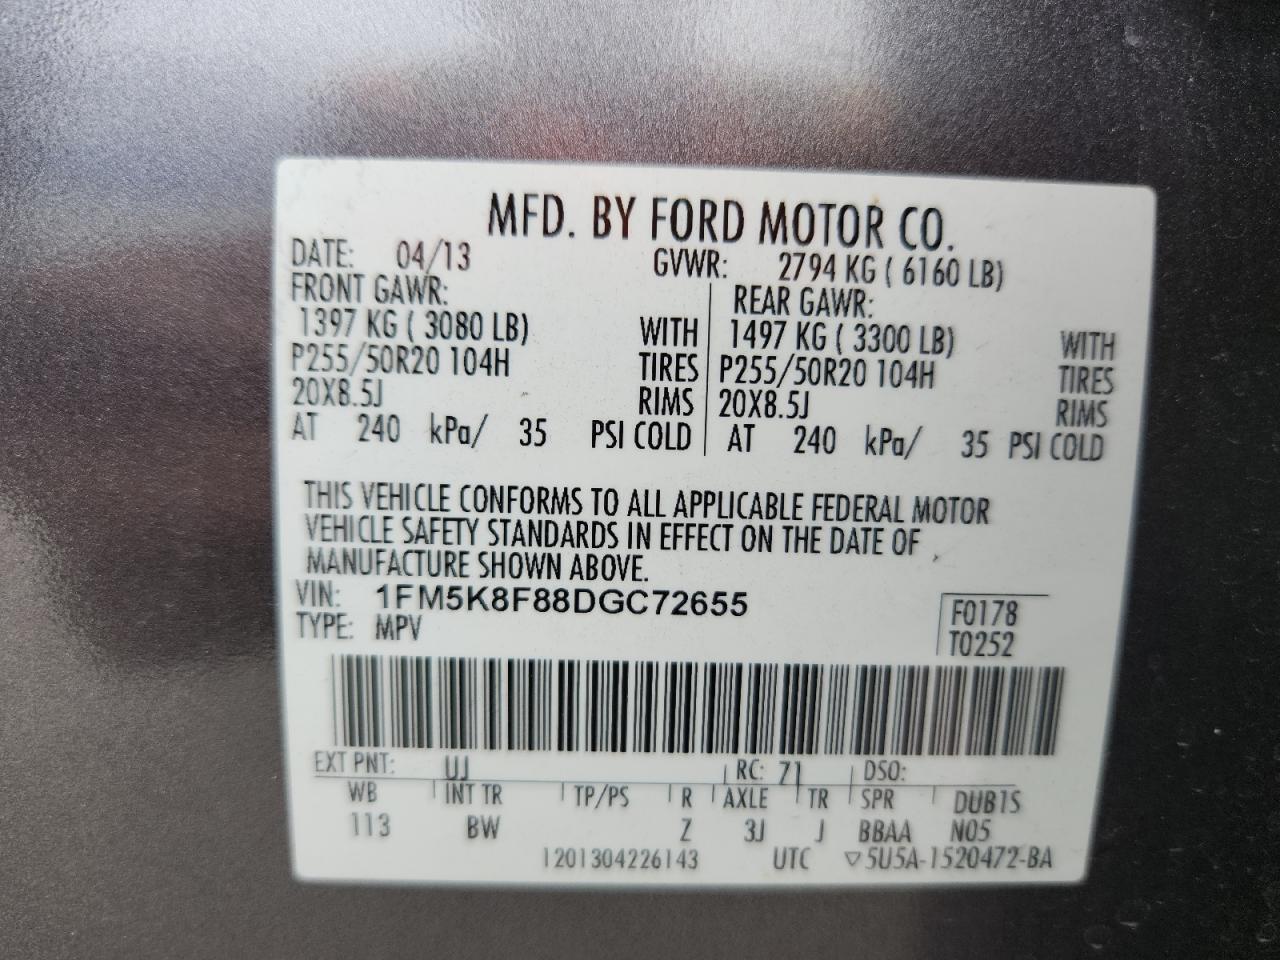 MFD. BY FORD MOTOR CO.
DATE: 04/13 GVWR: 2794 KG ( 6160 LB)
FRONT GAWR: REAR GAWR:
1397 KG ( 3080 LB) WITH 1497 KG ( 3300 LB) WITH
P255/50R20 104H TIRES P255/50R20 104H TIRES
20X8.5J RIMS 20X8.5J RIMS
AT 240 kPa/ 35 PSI COLD AT 240 kPa/ 35 PSI COLD
THIS VEHICLE CONFORMS TO ALL APPLICABLE FEDERAL MOTOR
VEHICLE SAFETY STANDARDS IN EFFECT ON THE DATE OF
MANUFACTURE SHOWN ABOVE.
VIN: 1FM5K8F88DGC72655 F0178
TYPE: MPV T0252
EXT PNT: UJ RC: 71 DSO:
WB INT TR TP/PS R AXLE TR SPR DUB1S
113 BW Z 3J J BBAA N05
1201304226143 UTC ▽5U5A-1520472-BA